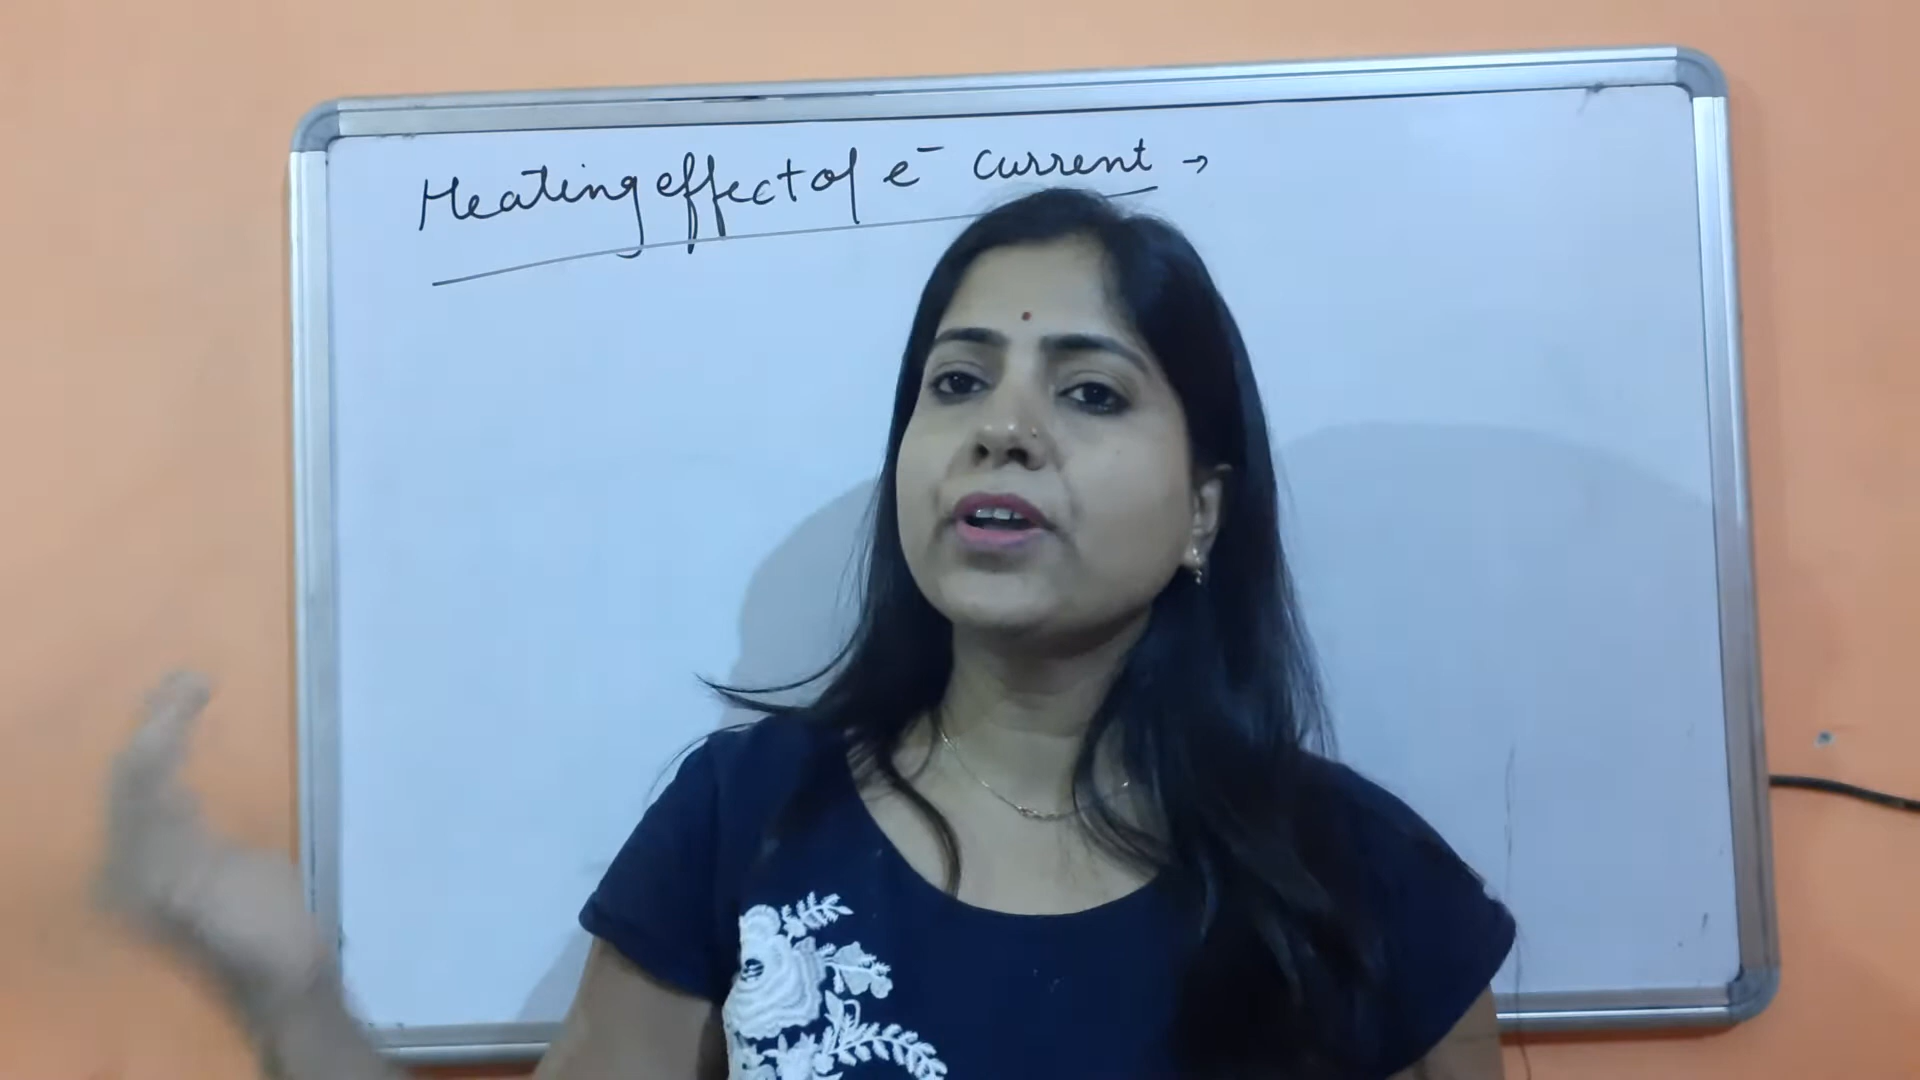 Heating effect of e⁻ current →